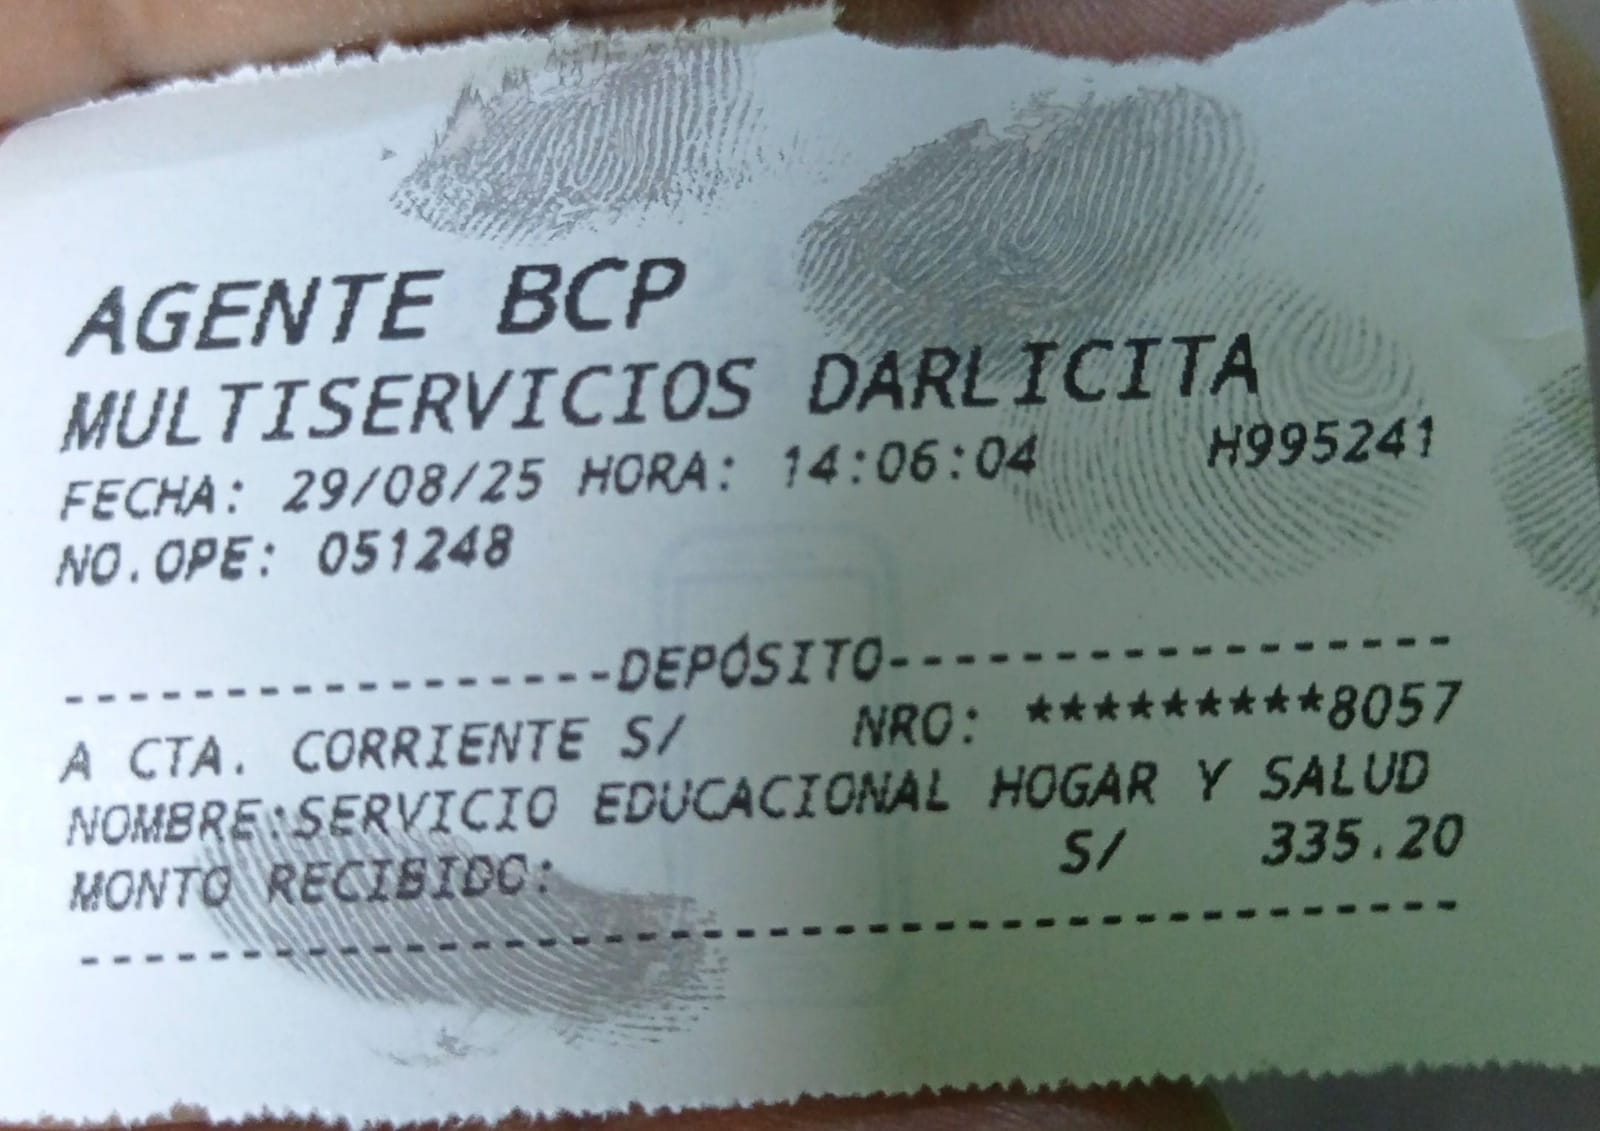 AGENTE BCP
MULTISERVICIOS DARLICITA
FECHA: 29/08/25 HORA: 14:06:04 H995241
NO.OPE: 051248
-----------------DEPÓSITO-----------------
A CTA. CORRIENTE S/ NRO: *********8057
NOMBRE:SERVICIO EDUCACIONAL HOGAR Y SALUD
MONTO RECIBIDO: S/ 335.20
------------------------------------------